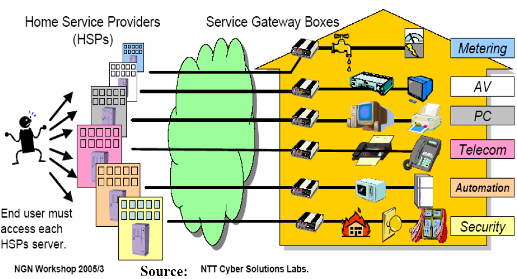 Home Service Providers
(HSPs)
Service Gateway Boxes
Metering
AV
PC
Telecom
Automation
Security
End user must
access each
HSPs server.
NGN Workshop 2005/3
Source: NTT Cyber Solutions Labs.